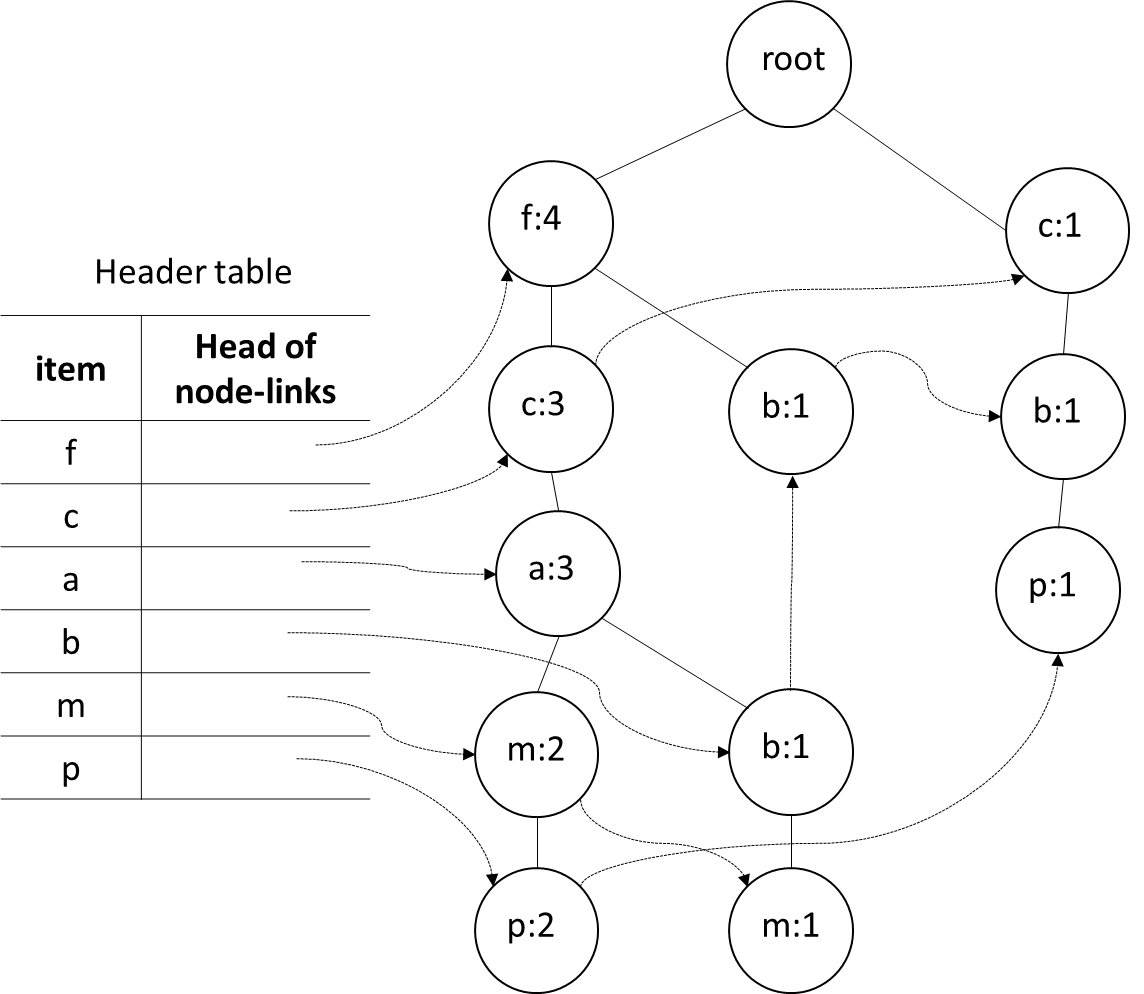 root
f:4
c:1
Header table
item
Head of
node-links
c:3
b:1
b:1
f
c
a
a:3
p:1
b
m
m:2
b:1
p
p:2
m:1